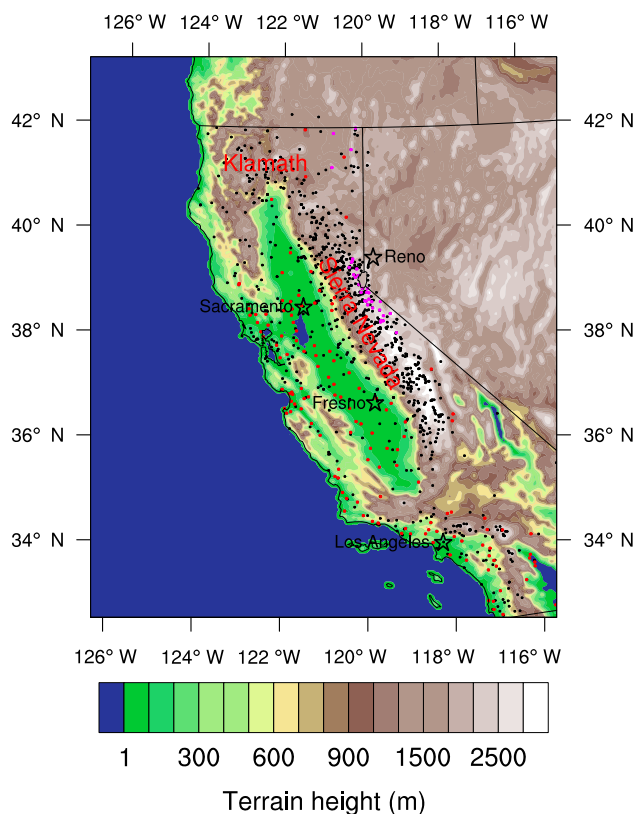 126° W 124° W 122° W 120° W 118° W 116° W
42° N 42° N
Klamath
40° N 40° N
Reno
Sierra Nevada
Sacramento
38° N 38° N
Fresno
36° N 36° N
34° N Los Angeles 34° N
126° W 124° W 122° W 120° W 118° W 116° W
1 300 600 900 1500 2500
Terrain height (m)